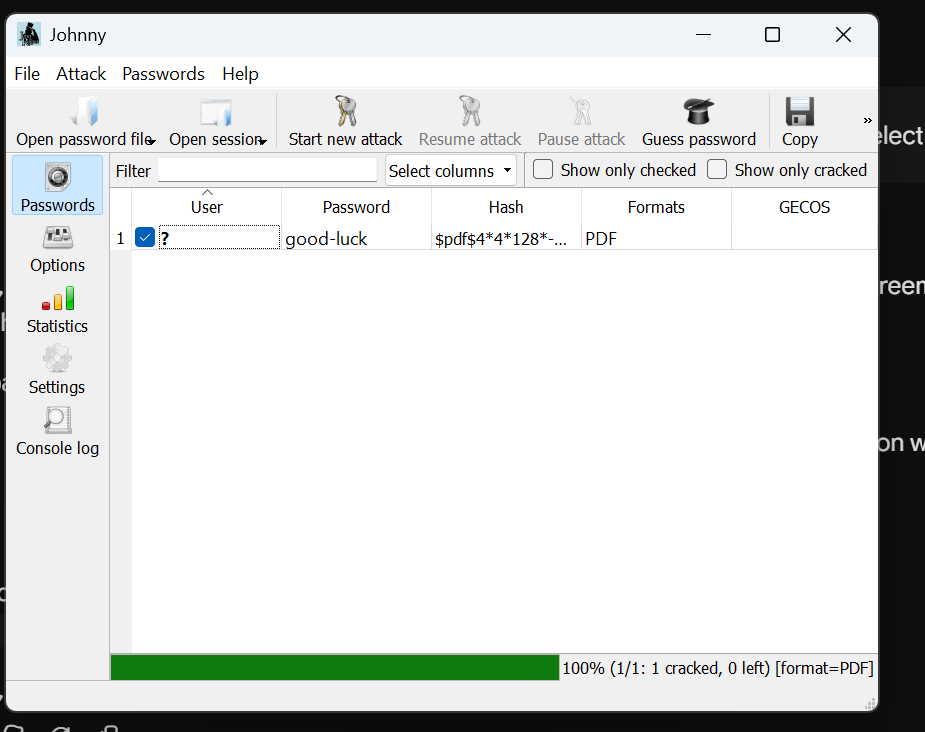 Johnny
File Attack Passwords Help
Open password file Open session Start new attack Resume attack Pause attack Guess password Copy »
elect
Passwords
Filter Select columns Show only checked Show only cracked
User Password Hash Formats GECOS
1 ? good-luck $pdf$4*4*128*-... PDF
Options
reem
Statistics
Settings
Console log
on w
100% (1/1: 1 cracked, 0 left) [format=PDF]